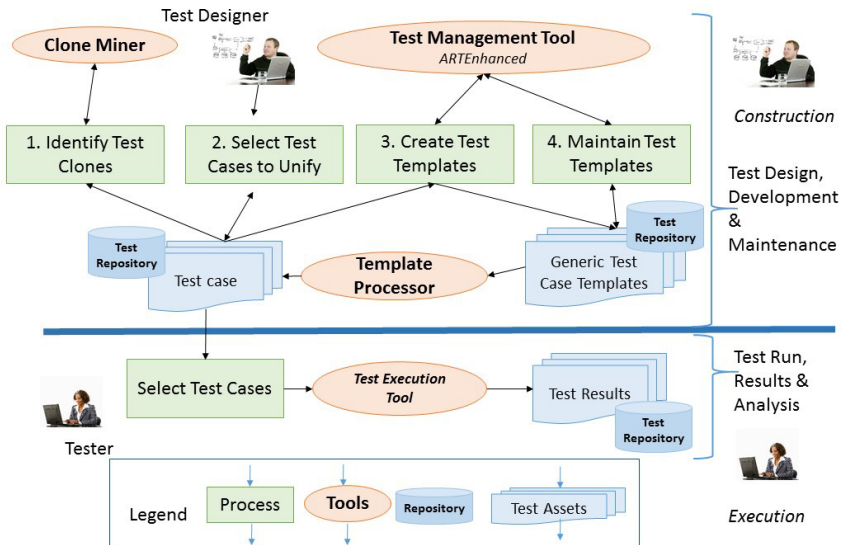 Test Designer
Clone Miner
Test Management Tool
ARTEnhanced
Construction
1. Identify Test
Clones
2. Select Test
Cases to Unify
3. Create Test
Templates
4. Maintain Test
Templates
Test Design,
Development
&
Maintenance
Test
Repository
Test case
Template
Processor
Generic Test
Case Templates
Test
Repository
Select Test Cases
Test Execution
Tool
Test Results
Test
Repository
Test Run,
Results &
Analysis
Tester
Legend
Process
Tools
Repository
Test Assets
Execution